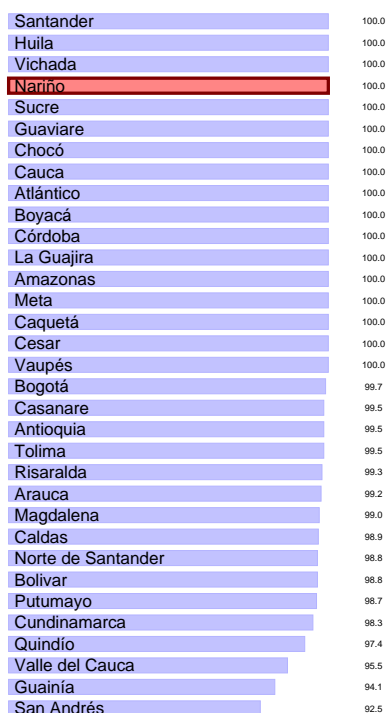 Santander 100.0
Huila 100.0
Vichada 100.0
Nariño 100.0
Sucre 100.0
Guaviare 100.0
Chocó 100.0
Cauca 100.0
Atlántico 100.0
Boyacá 100.0
Córdoba 100.0
La Guajira 100.0
Amazonas 100.0
Meta 100.0
Caquetá 100.0
Cesar 100.0
Vaupés 100.0
Bogotá 99.7
Casanare 99.5
Antioquia 99.5
Tolima 99.5
Risaralda 99.3
Arauca 99.2
Magdalena 99.0
Caldas 98.9
Norte de Santander 98.8
Bolivar 98.8
Putumayo 98.7
Cundinamarca 98.3
Quindío 97.4
Valle del Cauca 95.5
Guainía 94.1
San Andrés 92.5